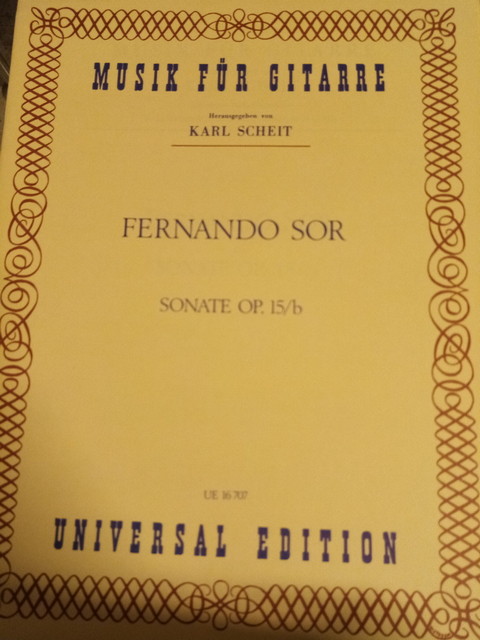 MUSIK FÜR GITARRE
Herausgegeben von
KARL SCHEIT
FERNANDO SOR
SONATE OP. 15/b
UE 16 707
UNIVERSAL EDITION